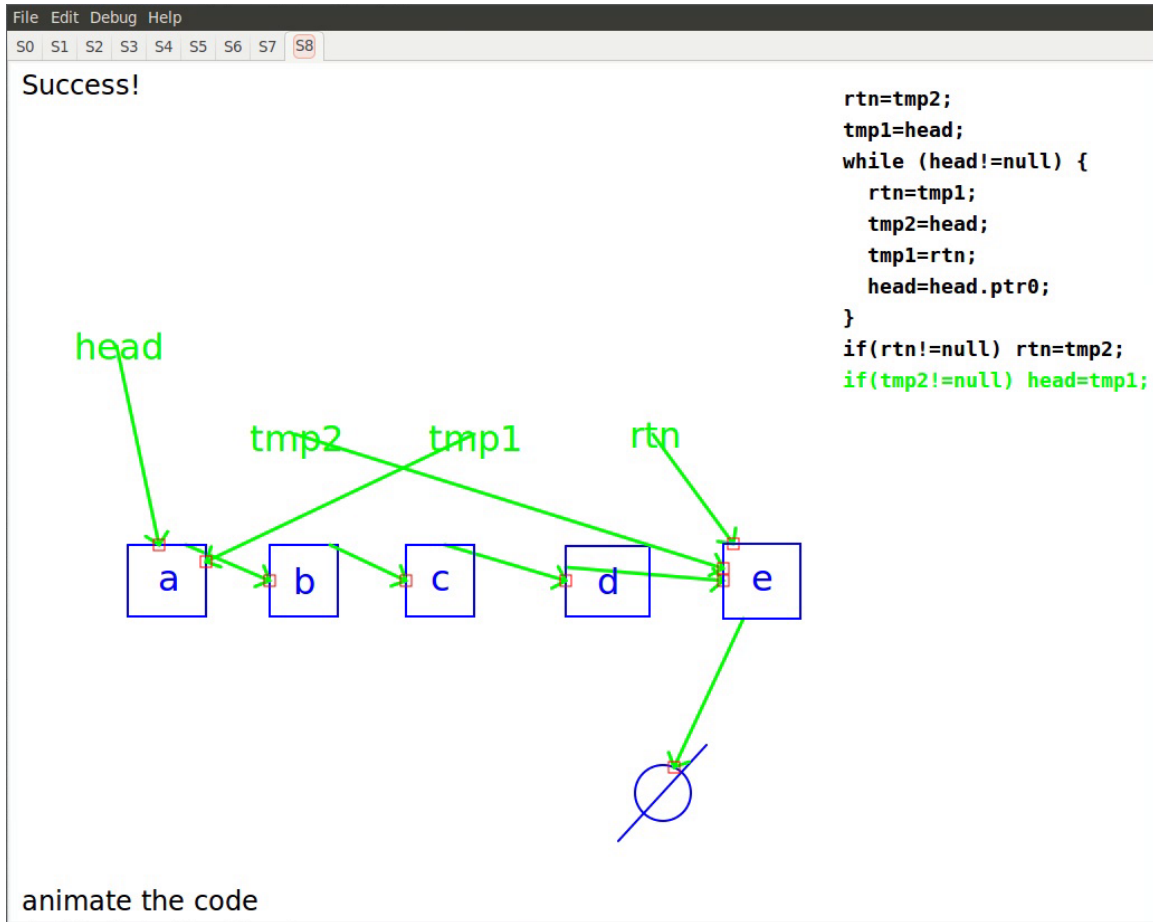 File Edit Debug Help
S0 S1 S2 S3 S4 S5 S6 S7 S8
Success!
rtn=tmp2;
tmp1=head;
while (head!=null) {
rtn=tmp1;
tmp2=head;
tmp1=rtn;
head=head.ptr0;
}
if(rtn!=null) rtn=tmp2;
if(tmp2!=null) head=tmp1;
head
tmp2 tmp1 rtn
a b c d e
animate the code